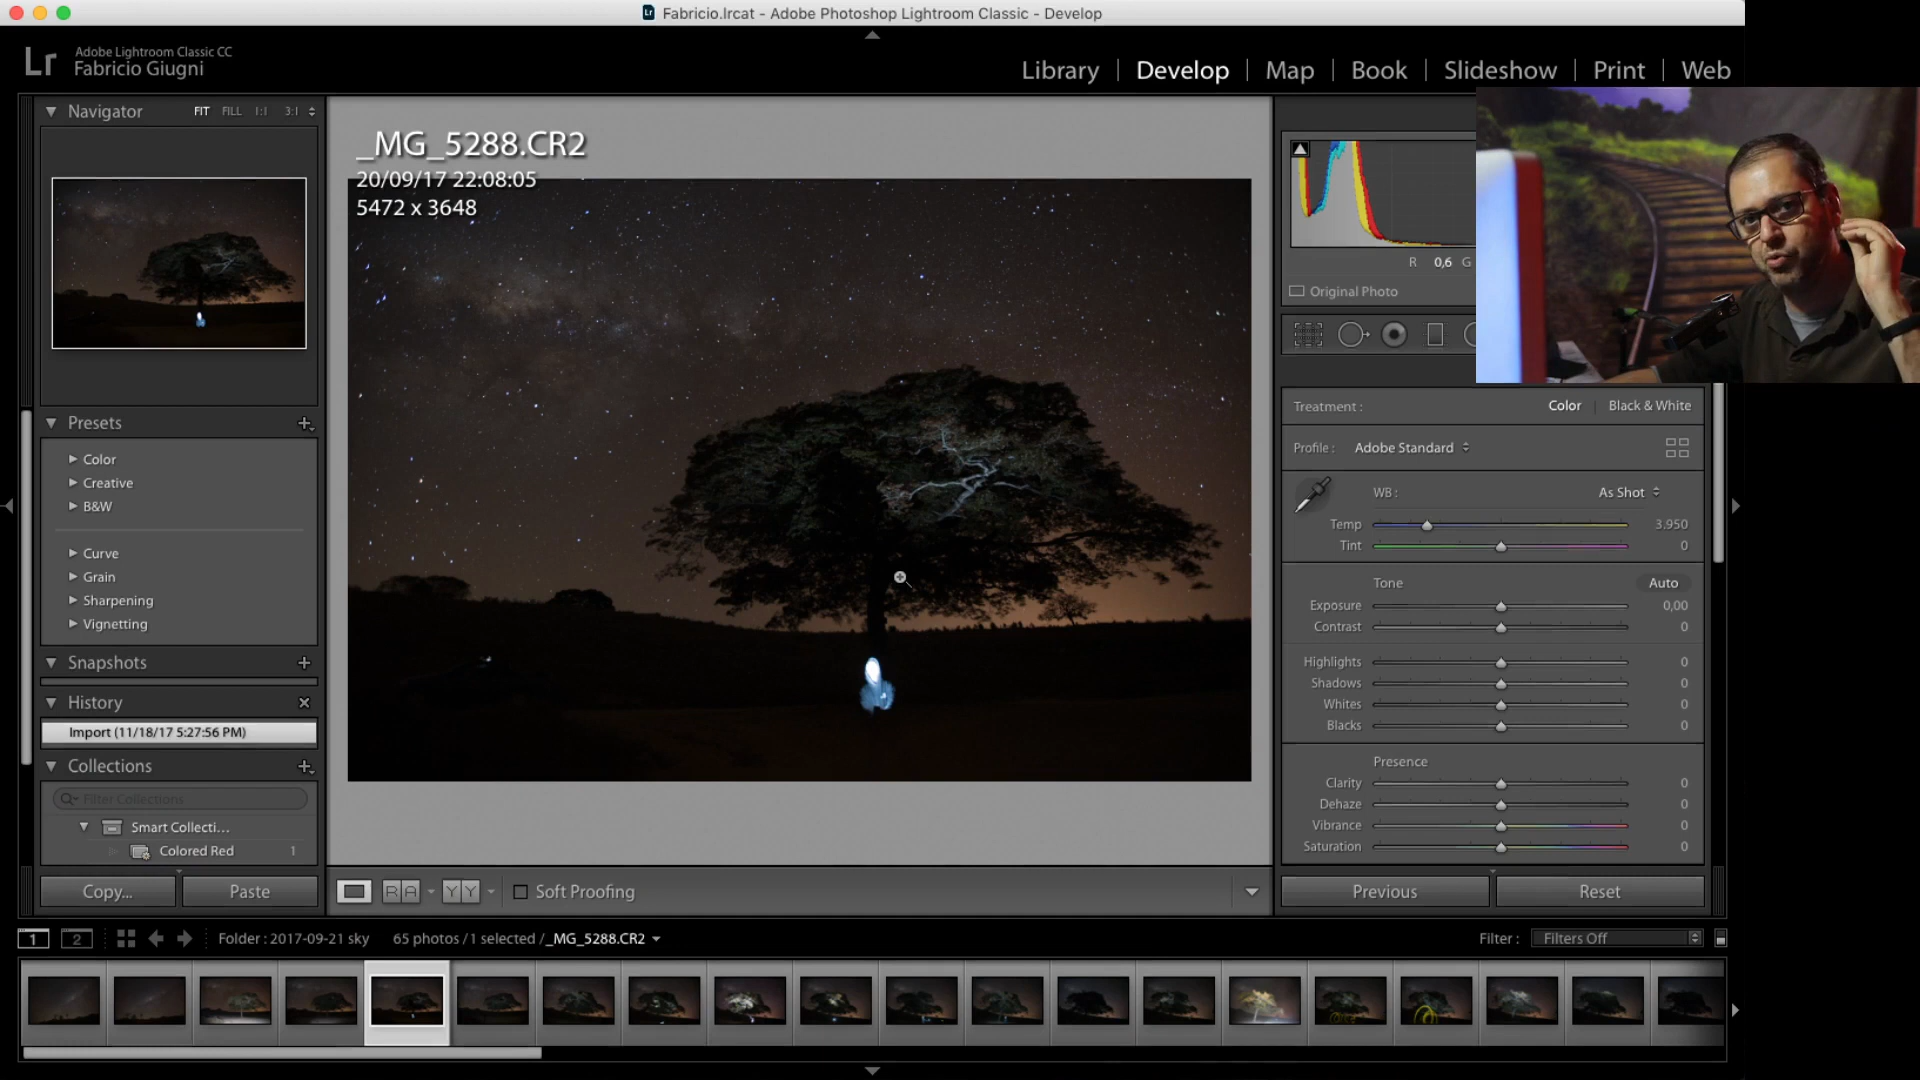 Fabricio.lrcat - Adobe Photoshop Lightroom Classic - Develop
Lr
Adobe Lightroom Classic CC
Fabricio Giugni
Library | Develop | Map | Book | Slideshow | Print | Web
Navigator FIT FILL 1:1 3:1
_MG_5288.CR2
20/09/17 22:08:05
5472 x 3648
R 0,6 G
Original Photo
Presets
Color
Creative
B&W
Curve
Grain
Sharpening
Vignetting
Snapshots
History
Import (11/18/17 5:27:56 PM)
Collections
Filter Collections
Smart Collecti...
Colored Red 1
Copy... Paste
Treatment : Color Black & White
Profile : Adobe Standard
WB : As Shot
Temp 3.950
Tint 0
Tone Auto
Exposure 0,00
Contrast 0
Highlights 0
Shadows 0
Whites 0
Blacks 0
Presence
Clarity 0
Dehaze 0
Vibrance 0
Saturation 0
Previous Reset
R A Y Y Soft Proofing
1 2 Folder : 2017-09-21 sky 65 photos / 1 selected / _MG_5288.CR2
Filter : Filters Off